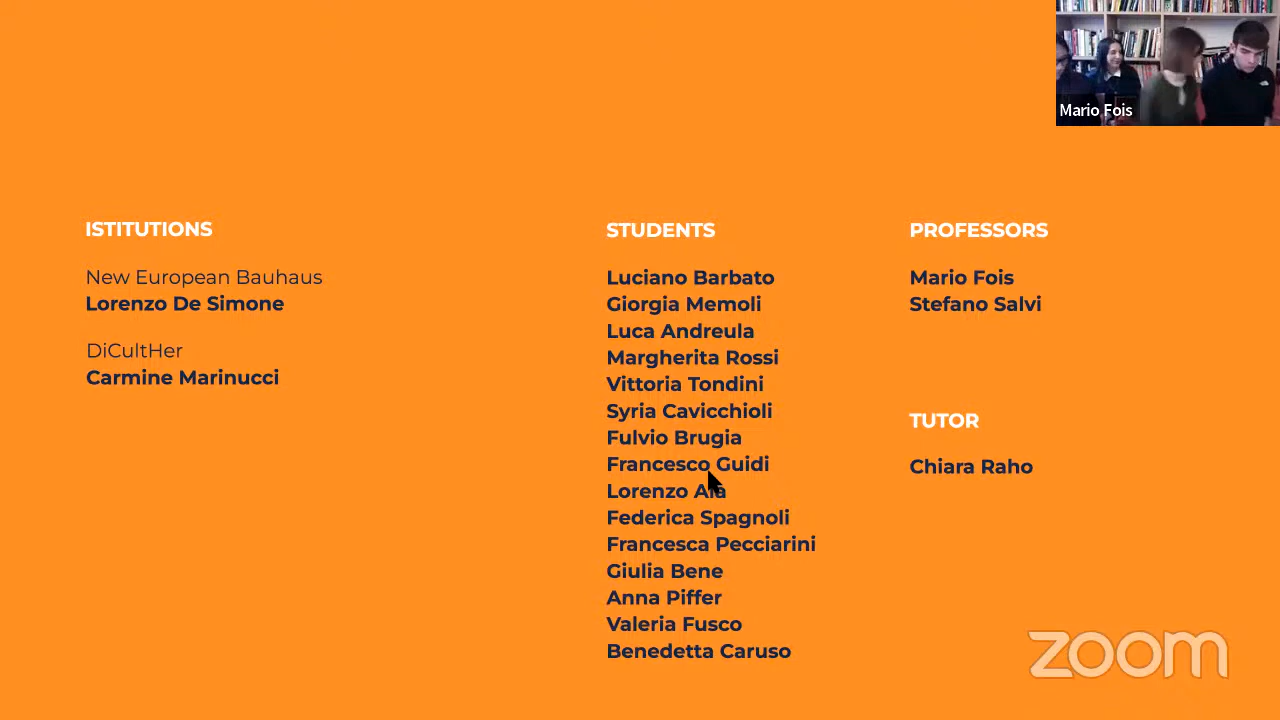 Mario Fois
ISTITUTIONS
New European Bauhaus
Lorenzo De Simone
DiCultHer
Carmine Marinucci
STUDENTS
Luciano Barbato
Giorgia Memoli
Luca Andreula
Margherita Rossi
Vittoria Tondini
Syria Cavicchioli
Fulvio Brugia
Francesco Guidi
Lorenzo
Federica Spagnoli
Francesca Pecciarini
Giulia Bene
Anna Piffer
Valeria Fusco
Benedetta Caruso
PROFESSORS
Mario Fois
Stefano Salvi
TUTOR
Chiara Raho
zoom